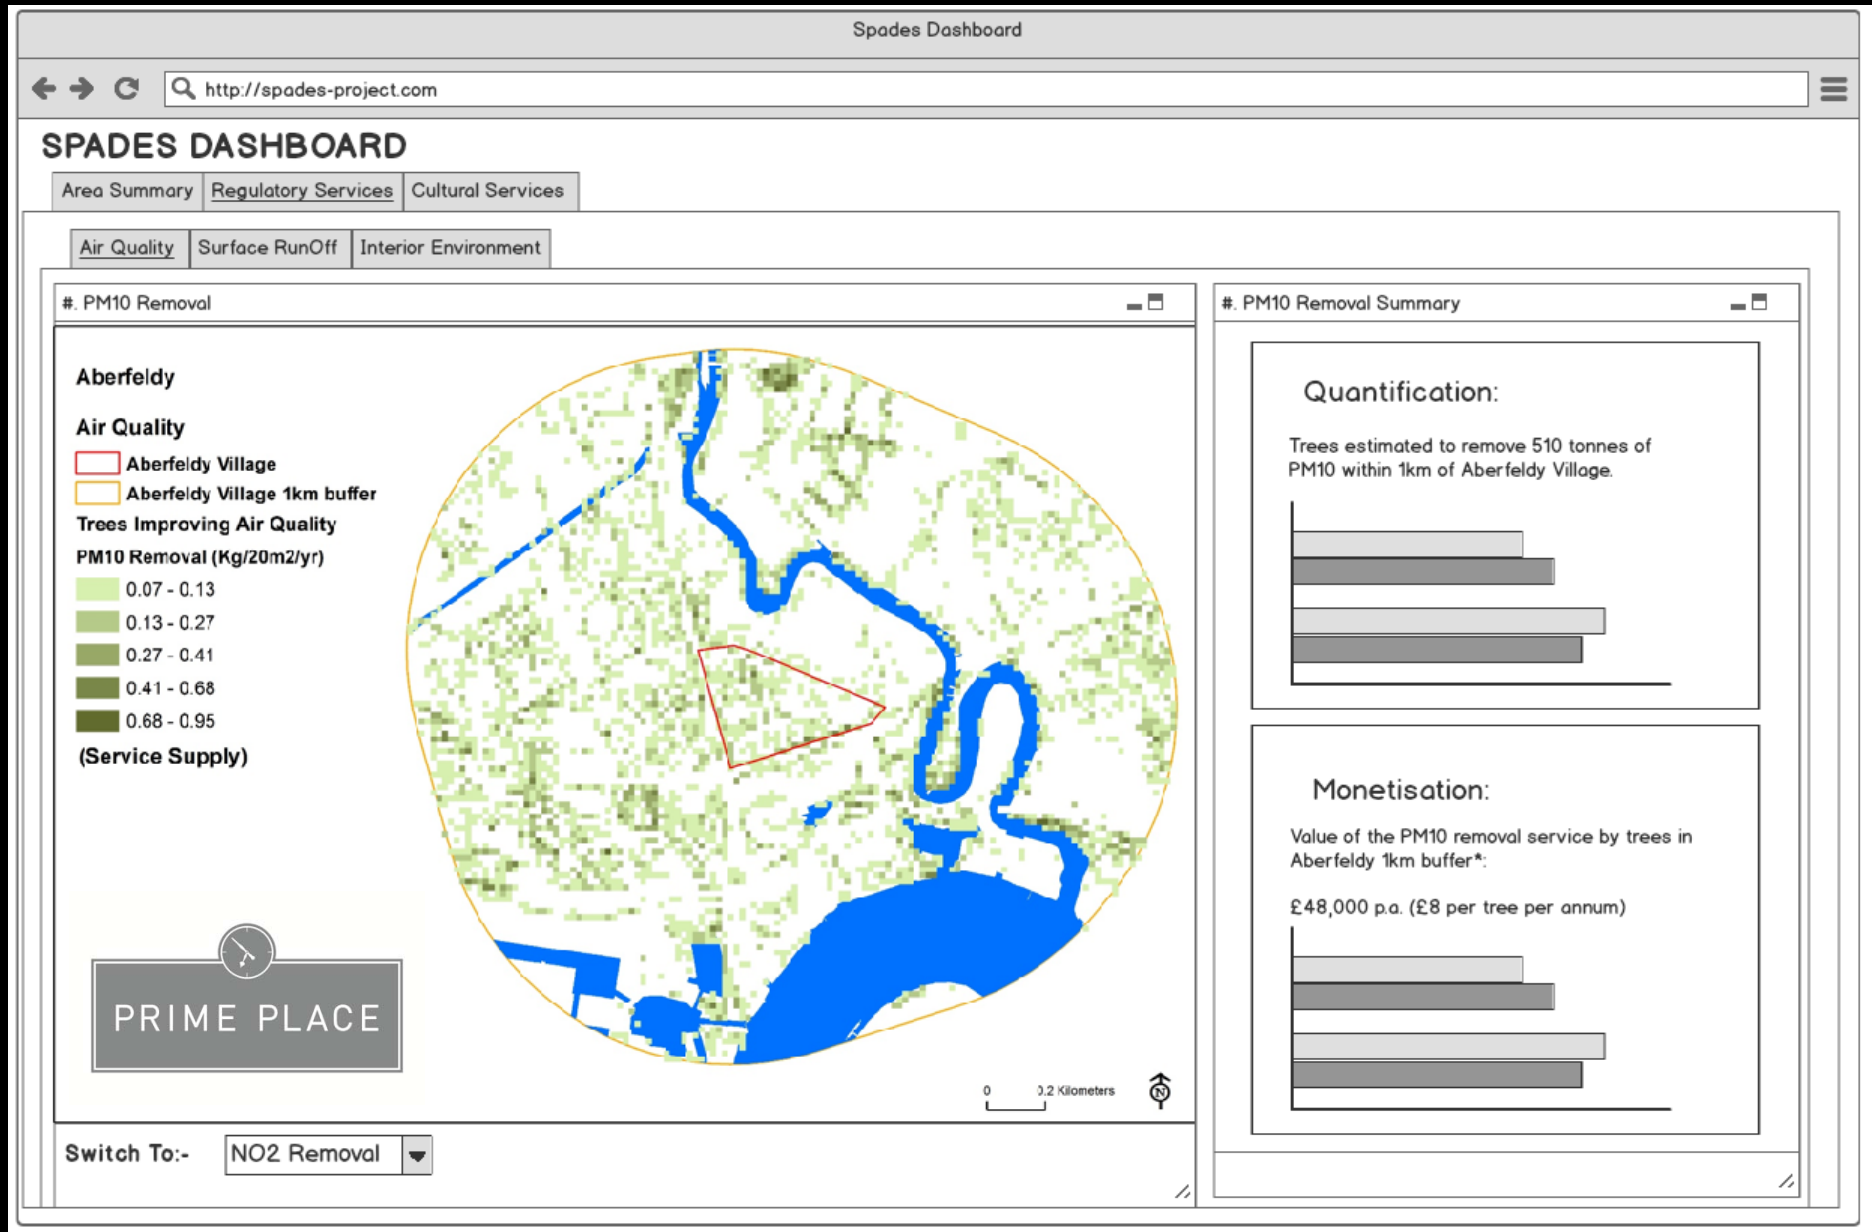 Spades Dashboard
http://spades-project.com
SPADES DASHBOARD
Area Summary
Regulatory Services
Cultural Services
Air Quality
Surface RunOff
Interior Environment
#. PM10 Removal
Aberfeldy
Air Quality
Aberfeldy Village
Aberfeldy Village 1km buffer
Trees Improving Air Quality
PM10 Removal (Kg/20m2/yr)
0.07 - 0.13
0.13 - 0.27
0.27 - 0.41
0.41 - 0.68
0.68 - 0.95
(Service Supply)
PRIME PLACE
0 0.2 Kilometers
N
Switch To:- NO2 Removal
#. PM10 Removal Summary
Quantification:
Trees estimated to remove 510 tonnes of
PM10 within 1km of Aberfeldy Village.
Monetisation:
Value of the PM10 removal service by trees in
Aberfeldy 1km buffer*:
£48,000 p.a. (£8 per tree per annum)